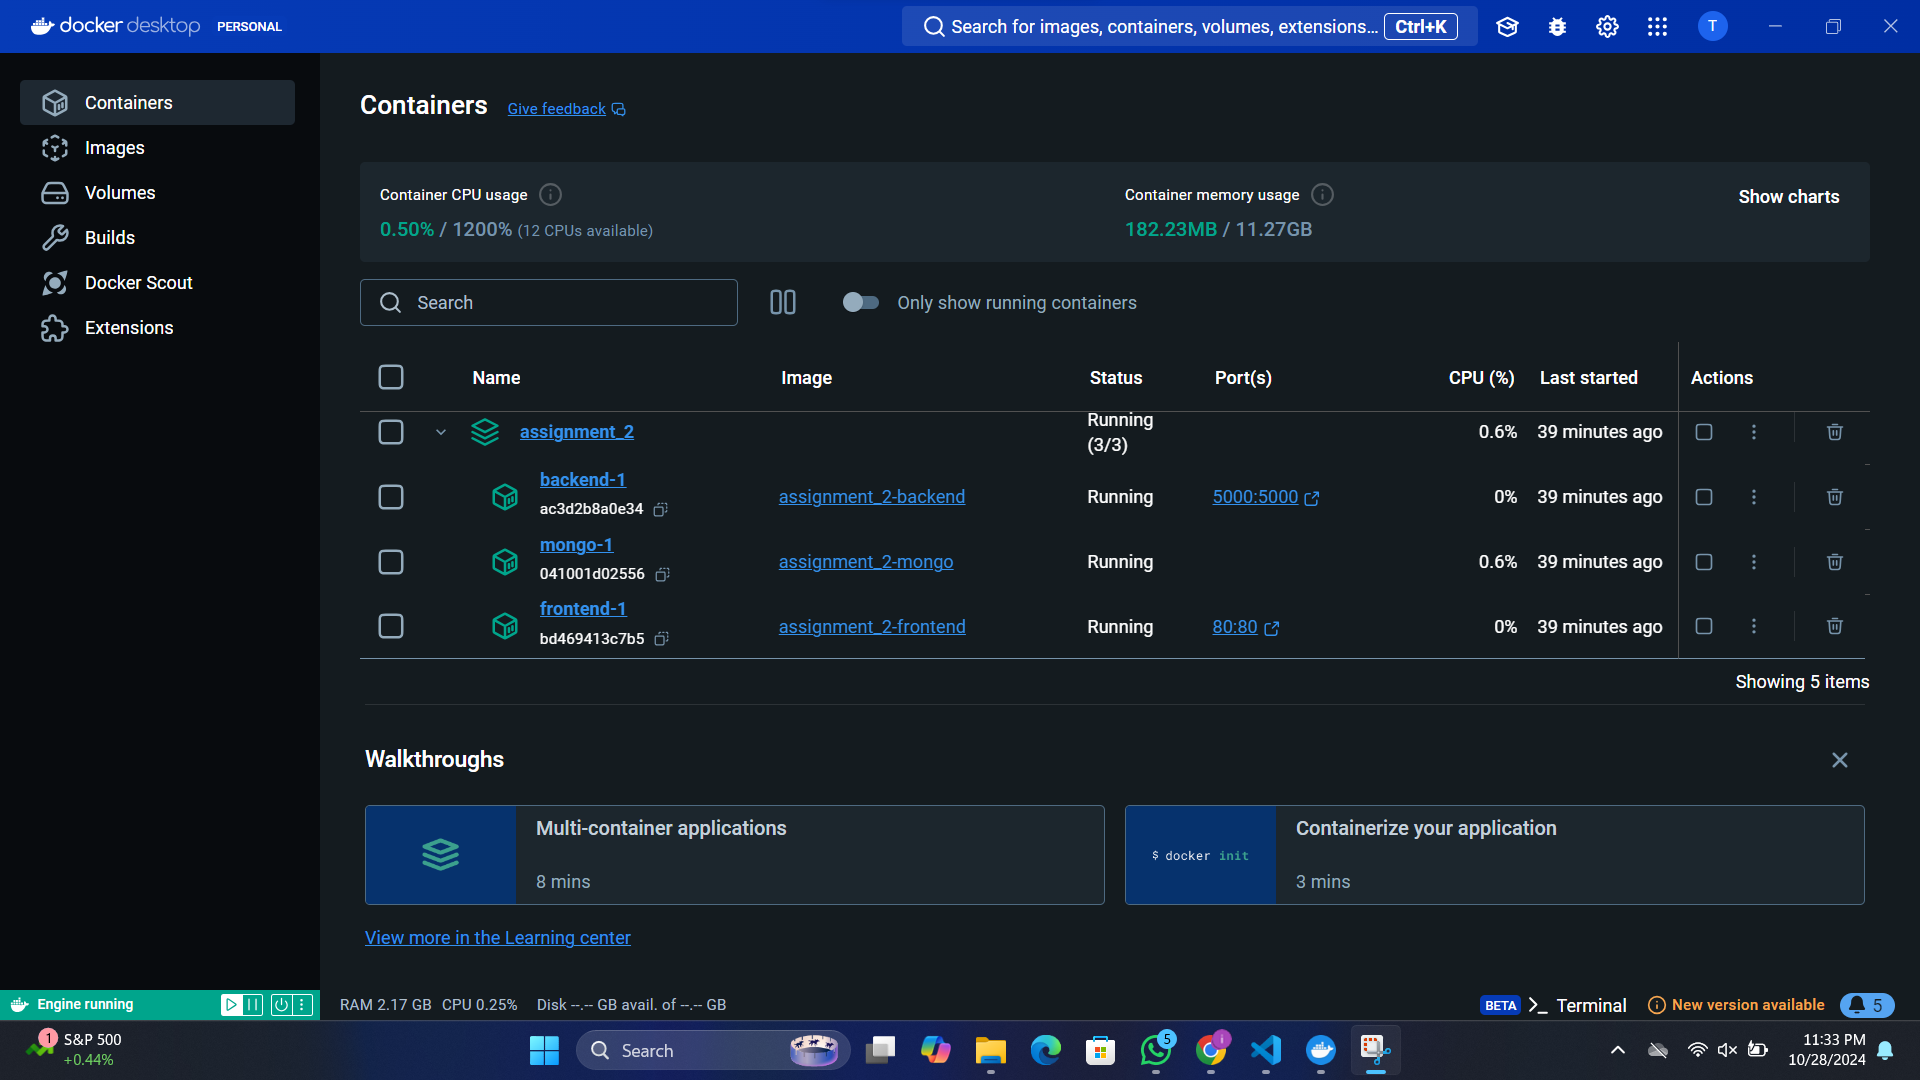 docker desktop PERSONAL
Search for images, containers, volumes, extensions... Ctrl+K
T
Containers
Images
Volumes
Builds
Docker Scout
Extensions
Containers Give feedback
Container CPU usage
0.50% / 1200% (12 CPUs available)
Container memory usage
182.23MB / 11.27GB
Show charts
Search
Only show running containers
Name Image Status Port(s) CPU (%) Last started Actions
assignment_2 Running (3/3) 0.6% 39 minutes ago
backend-1
ac3d2b8a0e34
assignment_2-backend Running 5000:5000 0% 39 minutes ago
mongo-1
041001d02556
assignment_2-mongo Running 0.6% 39 minutes ago
frontend-1
bd469413c7b5
assignment_2-frontend Running 80:80 0% 39 minutes ago
Showing 5 items
Walkthroughs
Multi-container applications
8 mins
$ docker init
Containerize your application
3 mins
View more in the Learning center
Engine running
RAM 2.17 GB CPU 0.25% Disk --.-- GB avail. of --.-- GB
BETA >_ Terminal
New version available
5
1
S&P 500
+0.44%
Search
5
11:33 PM
10/28/2024